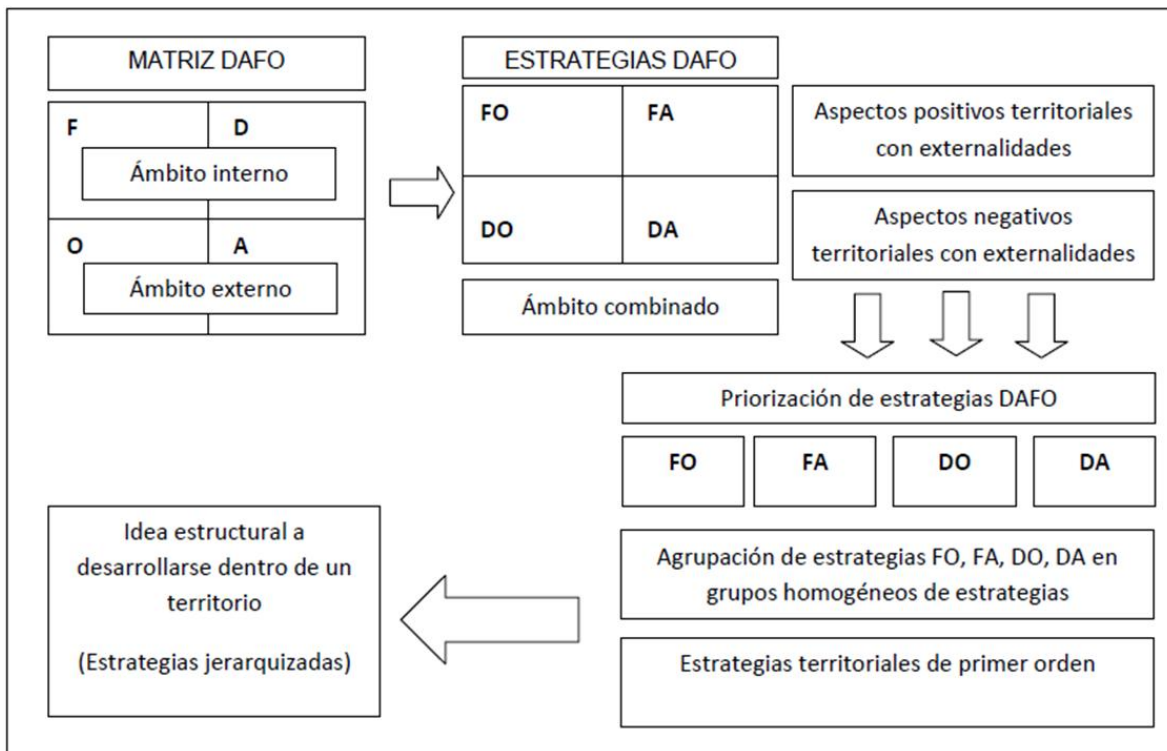 MATRIZ DAFO
F D
Ámbito interno
O A
Ámbito externo
ESTRATEGIAS DAFO
FO FA
DO DA
Ámbito combinado
Aspectos positivos territoriales
con externalidades
Aspectos negativos
territoriales con externalidades
Priorización de estrategias DAFO
FO FA DO DA
Agrupación de estrategias FO, FA, DO, DA en
grupos homogéneos de estrategias
Estrategias territoriales de primer orden
Idea estructural a
desarrollarse dentro de un
territorio
(Estrategias jerarquizadas)